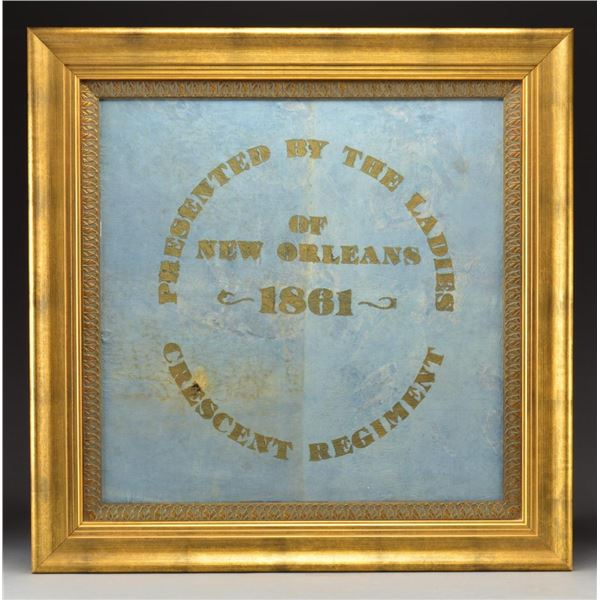 PRESENTED BY THE LADIES
OF
NEW ORLEANS
1861
CRESCENT REGIMENT